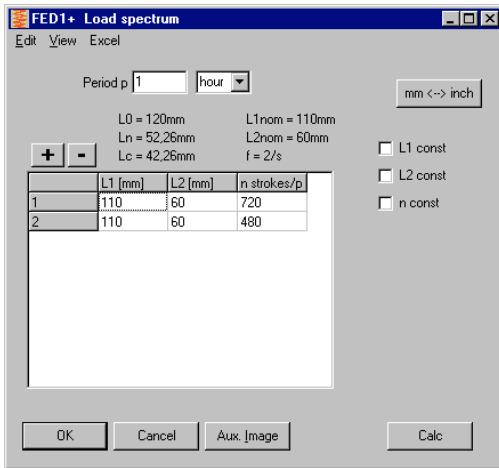 FED1+ Load spectrum
Edit View Excel
Period p 1 hour
mm <--> inch
L0 = 120mm L1nom = 110mm
Ln = 52,26mm L2nom = 60mm
Lc = 42,26mm f = 2/s
+ -
L1 const
L2 const
n const
L1 [mm] L2 [mm] n strokes/p
1 110 60 720
2 110 60 480
OK Cancel Aux. Image Calc